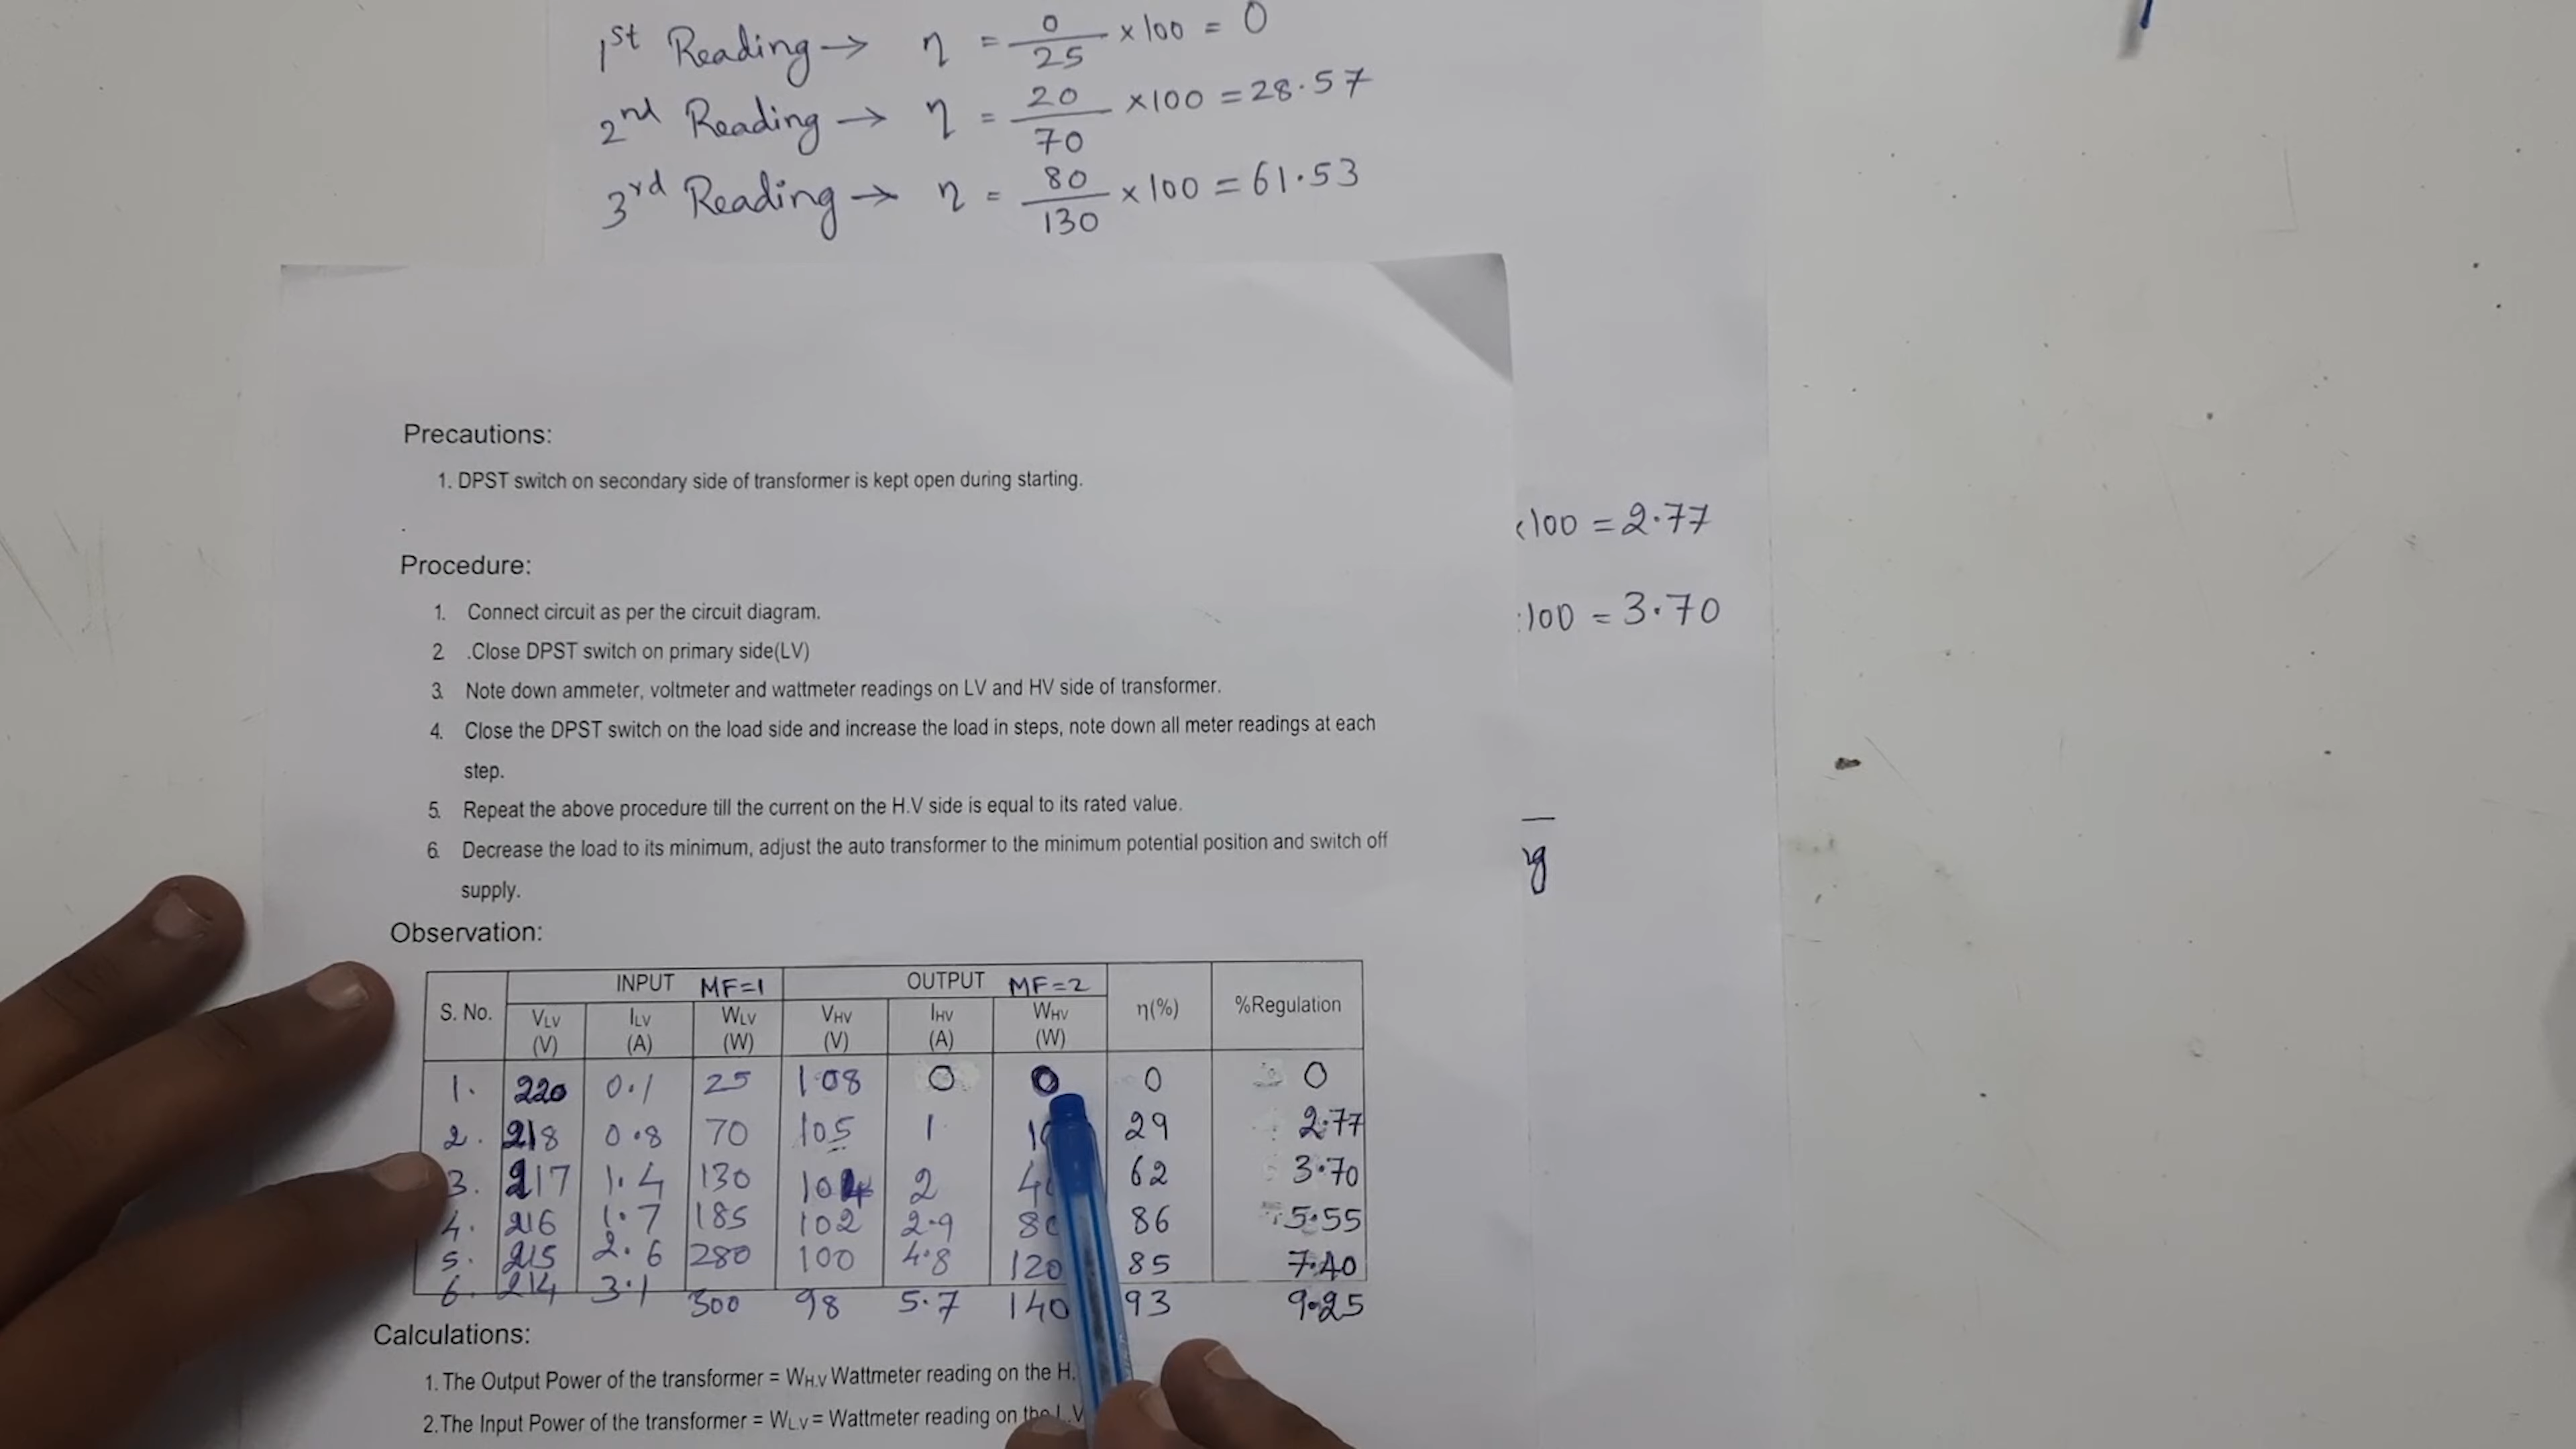 1st Reading → η = 0/25 × 100 = 0
2nd Reading → η = 20/70 ×100 = 28.57
3rd Reading → η = 80/130 × 100 = 61.53
Precautions:
1. DPST switch on secondary side of transformer is kept open during starting.
.
×100 = 2.77
Procedure:
1. Connect circuit as per the circuit diagram.
100 = 3.70
2 .Close DPST switch on primary side(LV)
3. Note down ammeter, voltmeter and wattmeter readings on LV and HV side of transformer.
4. Close the DPST switch on the load side and increase the load in steps, note down all meter readings at each
step.
5. Repeat the above procedure till the current on the H.V side is equal to its rated value.
6. Decrease the load to its minimum, adjust the auto transformer to the minimum potential position and switch off
supply.
Observation:
S. No. INPUT MF=1 OUTPUT MF=2 η(%) %Regulation
VLV ILV WLV VHV IHV WHV
(V) (A) (W) (V) (A) (W)
1. 220 0.1 25 108 0 0 0 0
2. 218 0.8 70 105 1 29 2.77
3. 217 1.4 130 104 2 62 3.70
4. 216 1.7 185 102 2.9 86 5.55
5. 215 2.6 280 100 4.8 120 85 7.40
6. 214 3.1 300 98 5.7 140 93 9.25
Calculations:
1. The Output Power of the transformer = WH.V Wattmeter reading on the H.
2.The Input Power of the transformer = WL.V = Wattmeter reading on the L.V